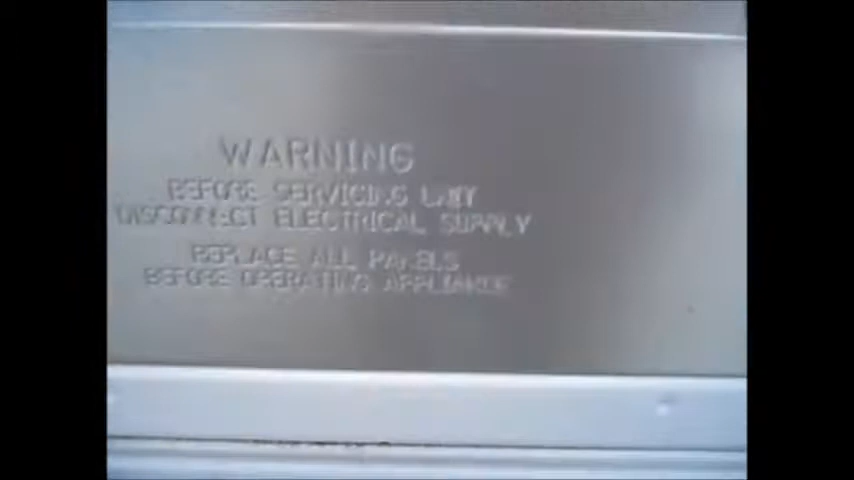 WARNING
BEFORE SERVICING UNIT
DISCONNECT ELECTRICAL SUPPLY
REPLACE ALL PANELS
BEFORE OPERATING APPLIANCE